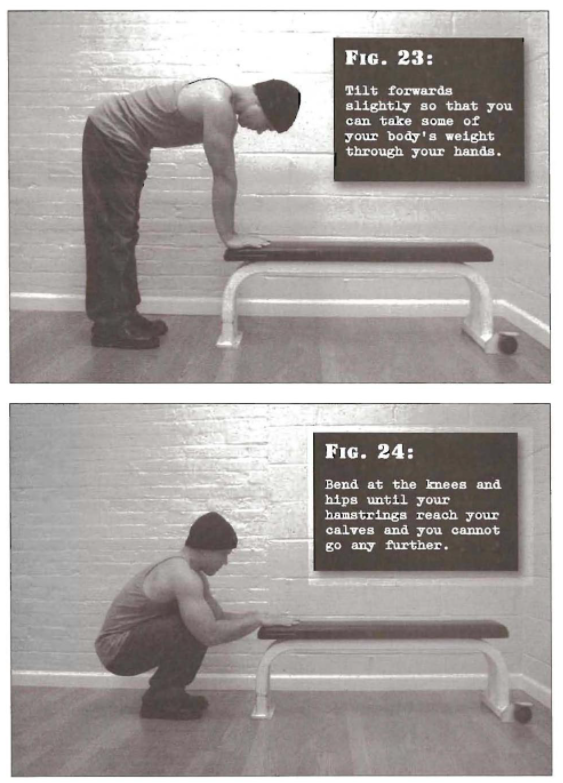 FIG. 23:
Tilt forwards
slightly so that you
can take some of
your body's weight
through your hands.
FIG. 24:
Bend at the knees and
hips until your
hamstrings reach your
calves and you cannot
go any further.